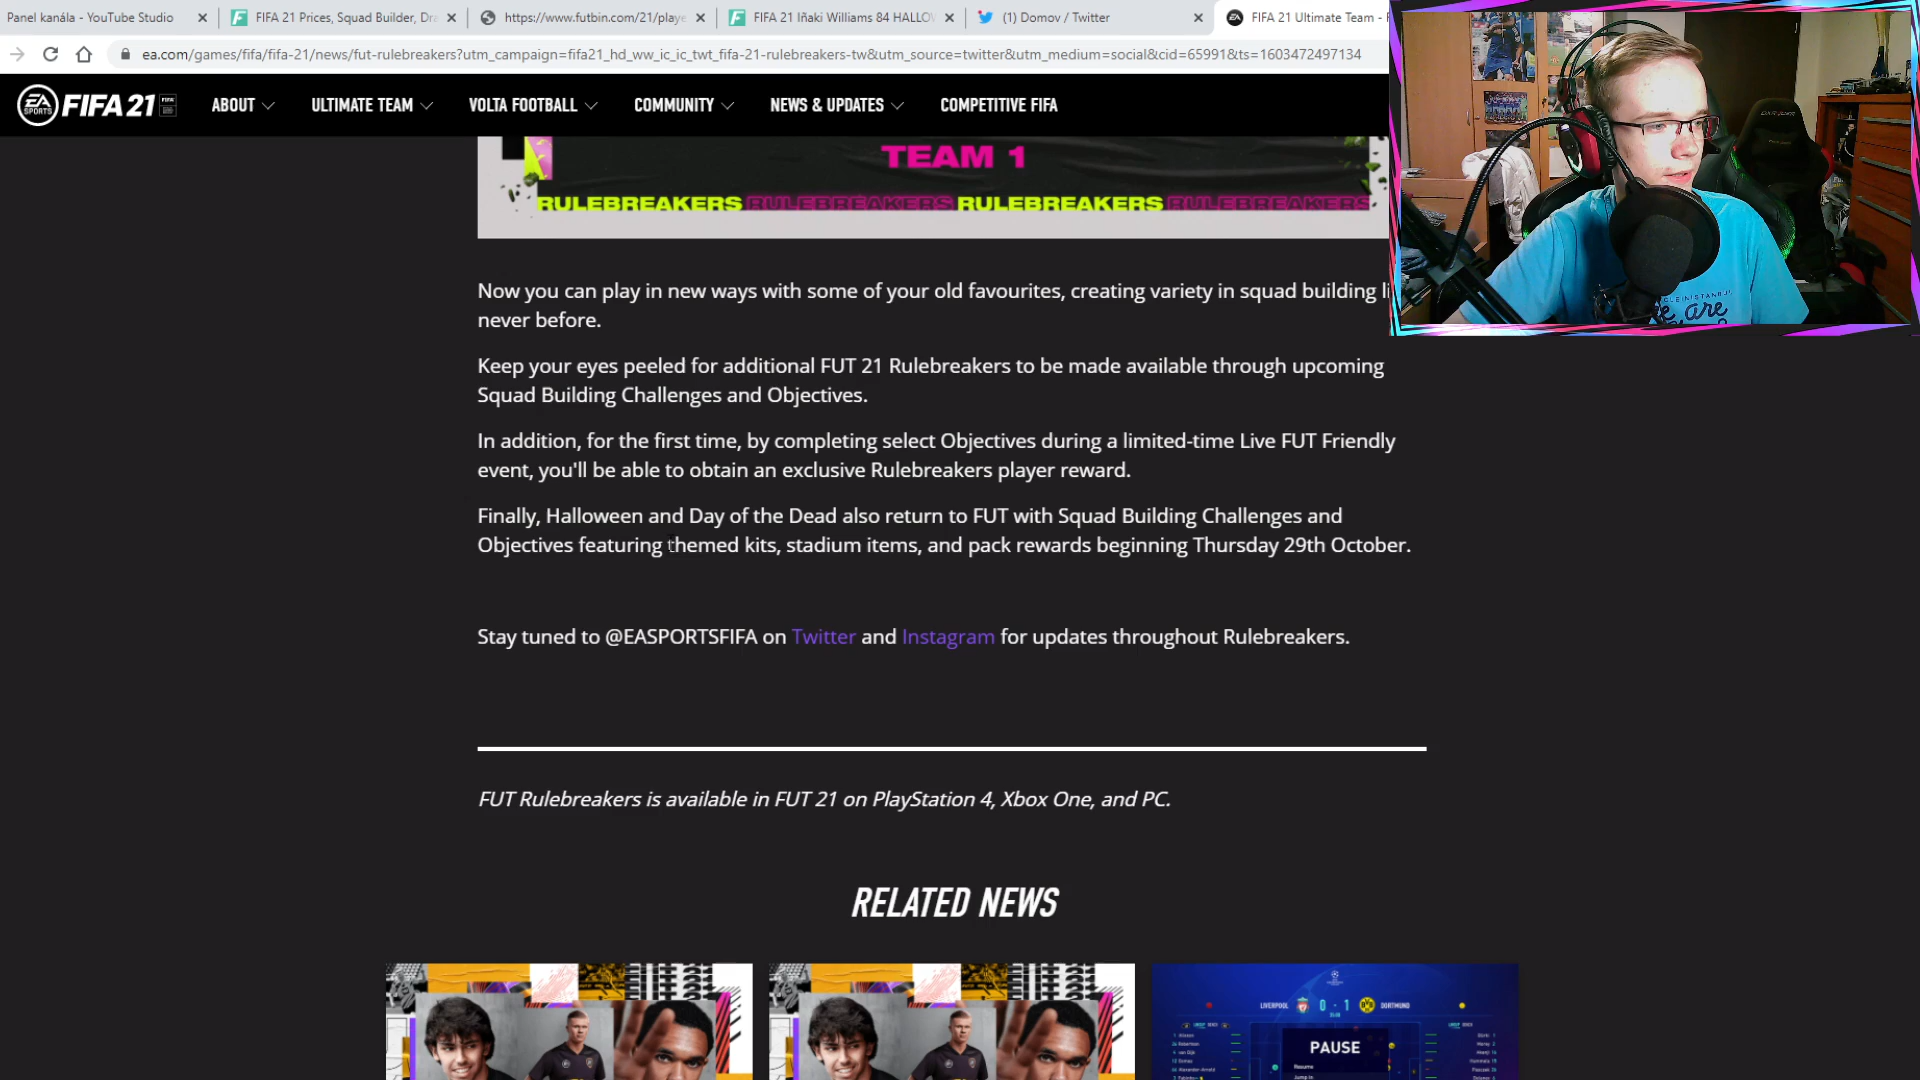 Panel kanála - YouTube Studio
FIFA 21 Prices, Squad Builder, Dra
https://www.futbin.com/21/playe
FIFA 21 Iñaki Williams 84 HALLO
(1) Domov / Twitter
FIFA 21 Ultimate Team -
ea.com/games/fifa/fifa-21/news/fut-rulebreakers?utm_campaign=fifa21_hd_ww_ic_ic_twt_fifa-21-rulebreakers-tw&utm_source=twitter&utm_medium=social&cid=65991&ts=1603472497134
EA SPORTS FIFA 21
ABOUT
ULTIMATE TEAM
VOLTA FOOTBALL
COMMUNITY
NEWS & UPDATES
COMPETITIVE FIFA
TEAM 1
RULEBREAKERS RULEBREAKERS RULEBREAKERS RULEBREAKERS
Now you can play in new ways with some of your old favourites, creating variety in squad building li
never before.
Keep your eyes peeled for additional FUT 21 Rulebreakers to be made available through upcoming
Squad Building Challenges and Objectives.
In addition, for the first time, by completing select Objectives during a limited-time Live FUT Friendly
event, you'll be able to obtain an exclusive Rulebreakers player reward.
Finally, Halloween and Day of the Dead also return to FUT with Squad Building Challenges and
Objectives featuring themed kits, stadium items, and pack rewards beginning Thursday 29th October.
Stay tuned to @EASPORTSFIFA on Twitter and Instagram for updates throughout Rulebreakers.
FUT Rulebreakers is available in FUT 21 on PlayStation 4, Xbox One, and PC.
RELATED NEWS
LIVERPOOL 0 - 1 DORTMUND
PAUSE
Resume